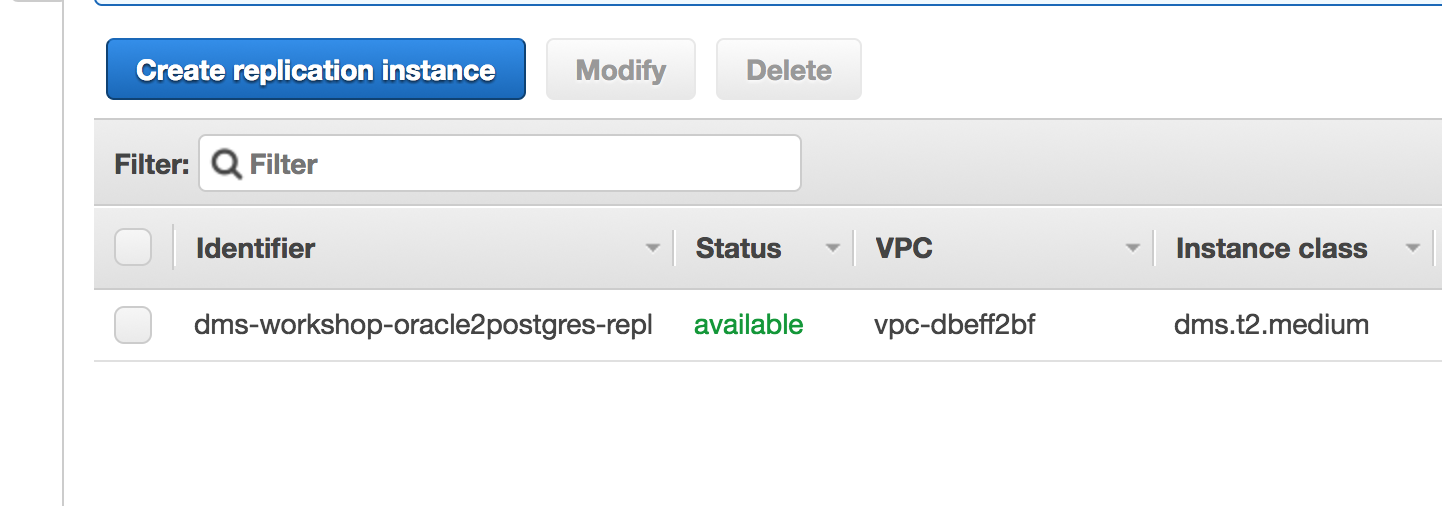 Create replication instance Modify Delete
Filter: Filter
Identifier Status VPC Instance class
dms-workshop-oracle2postgres-repl available vpc-dbeff2bf dms.t2.medium